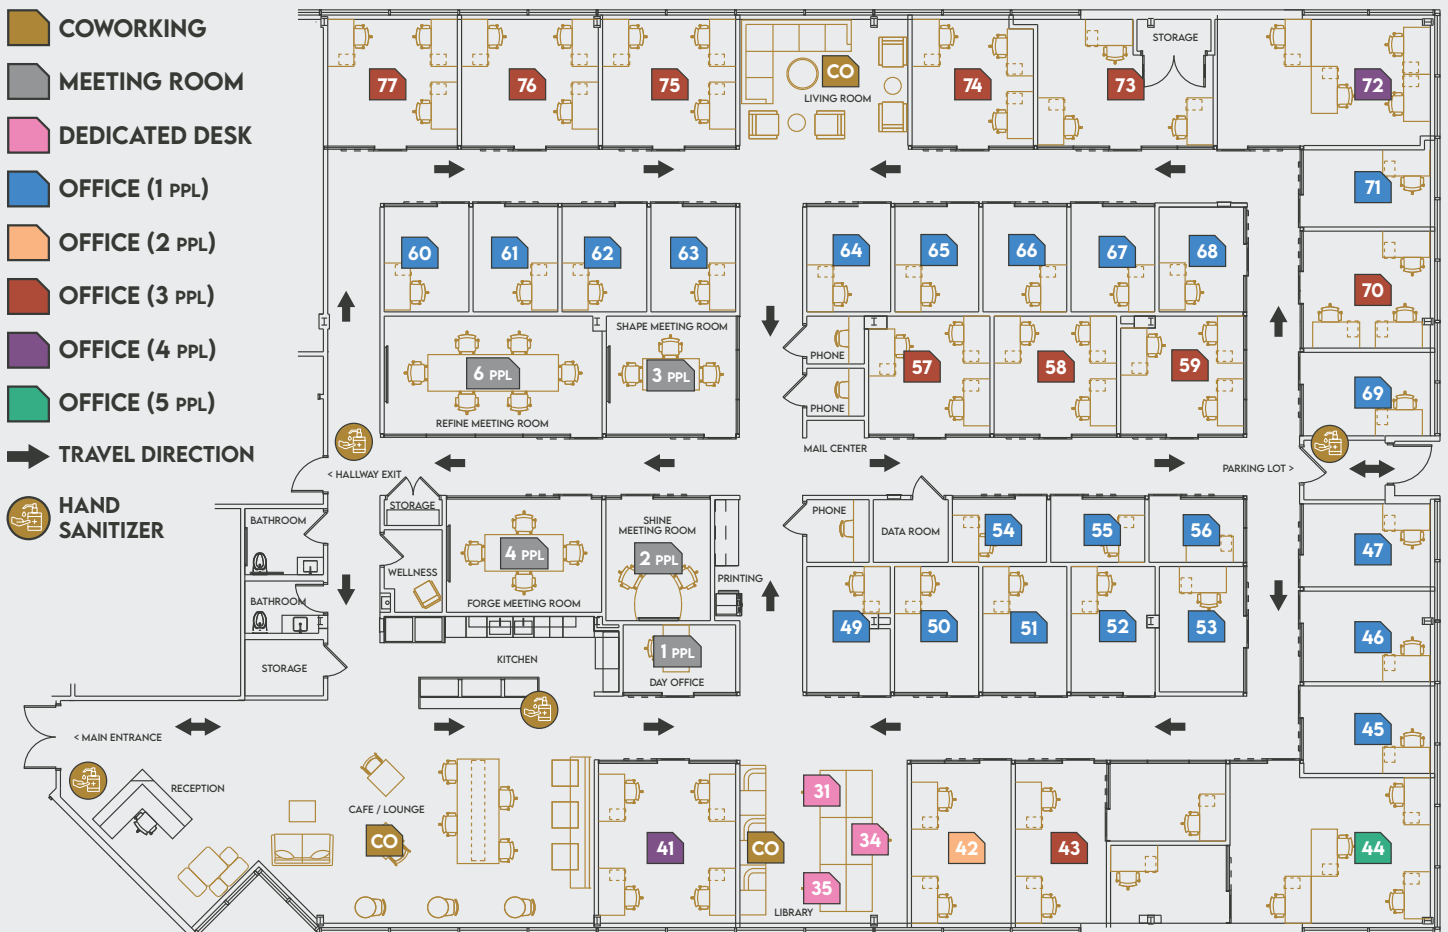 COWORKING
MEETING ROOM
DEDICATED DESK
OFFICE (1 PPL)
OFFICE (2 PPL)
OFFICE (3 PPL)
OFFICE (4 PPL)
OFFICE (5 PPL)
TRAVEL DIRECTION
HAND
SANITIZER
77
76
75
CO
LIVING ROOM
74
73
STORAGE
72
71
60
61
62
63
64
65
66
67
68
70
SHAPE MEETING ROOM
6 PPL
3 PPL
REFINE MEETING ROOM
PHONE
PHONE
57
58
59
69
MAIL CENTER
< HALLWAY EXIT
PARKING LOT >
STORAGE
BATHROOM
SHINE
MEETING ROOM
4 PPL
2 PPL
WELLNESS
FORGE MEETING ROOM
PRINTING
PHONE
DATA ROOM
54
55
56
47
BATHROOM
49
50
51
52
53
46
STORAGE
KITCHEN
1 PPL
DAY OFFICE
45
< MAIN ENTRANCE
RECEPTION
CAFE / LOUNGE
CO
41
CO
31
34
35
LIBRARY
42
43
44